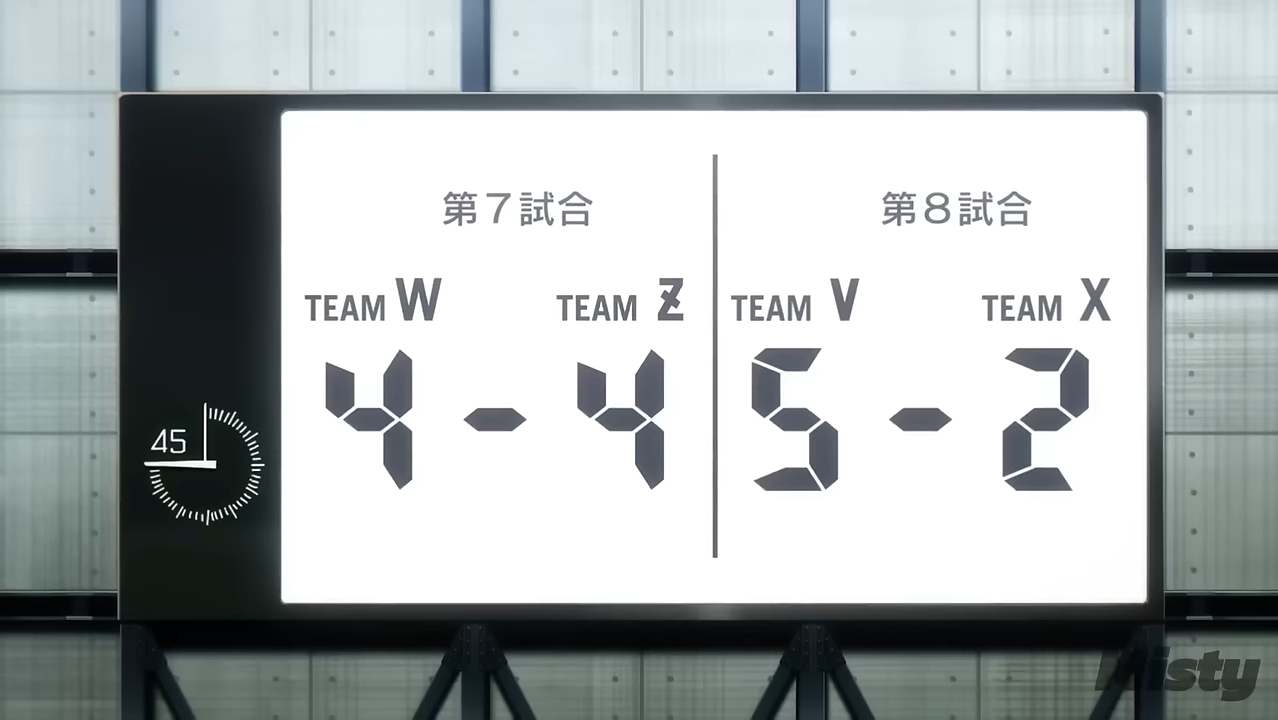 第7試合
TEAM W TEAM Z
4 - 4
第8試合
TEAM V TEAM X
5 - 2
45
Misty